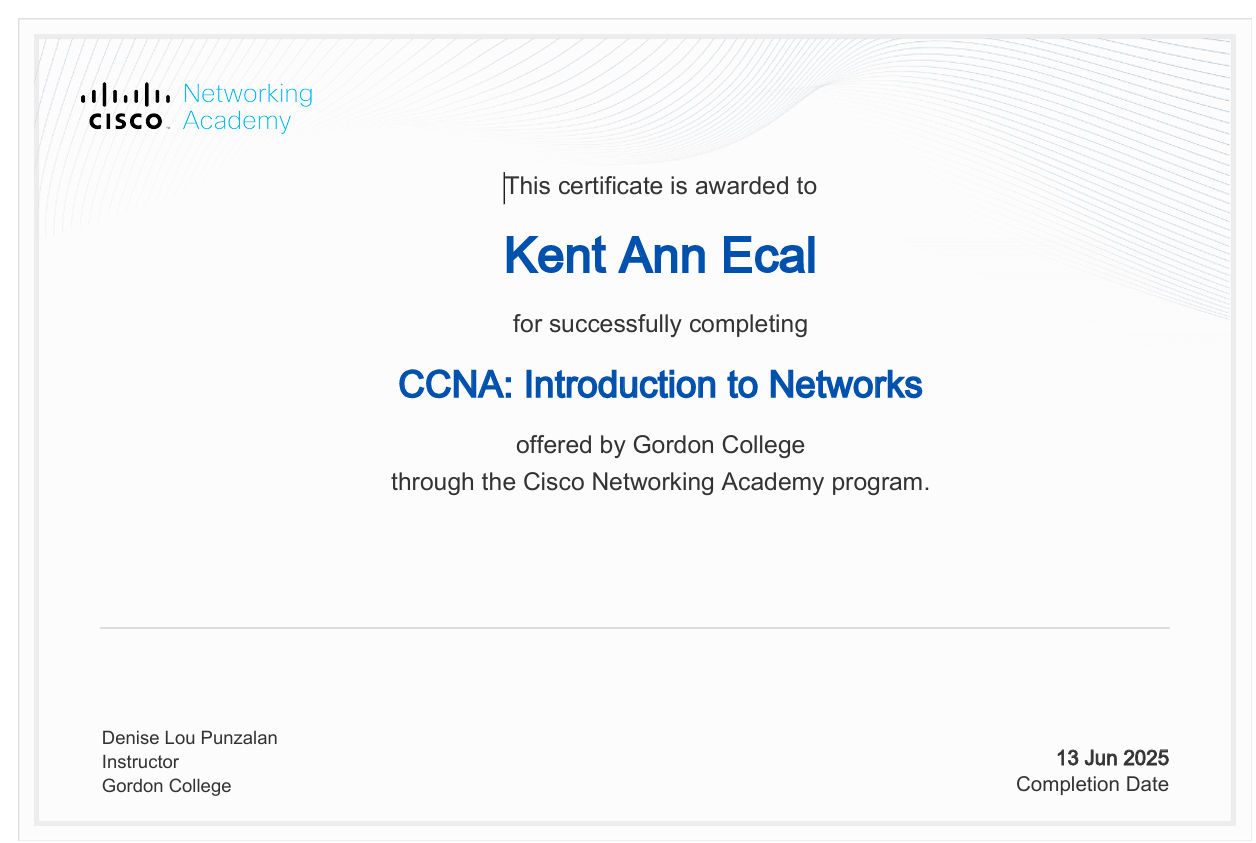 Networking
CISCO Academy
This certificate is awarded to
Kent Ann Ecal
for successfully completing
CCNA: Introduction to Networks
offered by Gordon College
through the Cisco Networking Academy program.
Denise Lou Punzalan
Instructor
Gordon College
13 Jun 2025
Completion Date